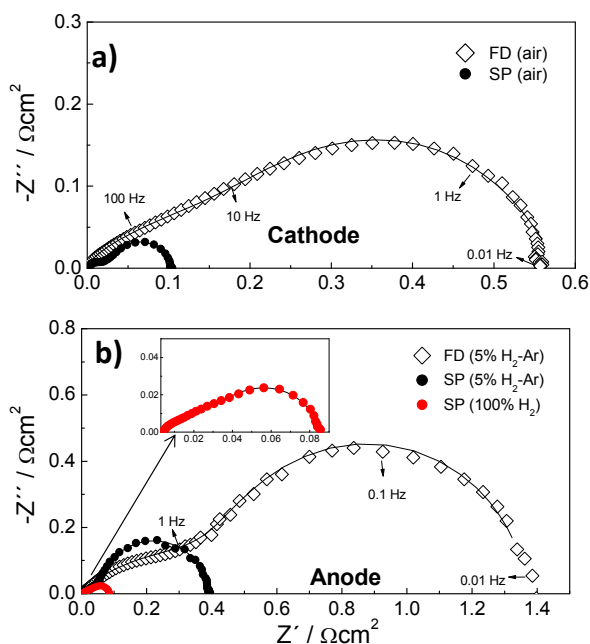 a)
FD (air)
SP (air)
-Z´´ / Ωcm²
0.3
0.2
0.1
0.0
100 Hz
10 Hz
1 Hz
0.01 Hz
Cathode
0.0 0.1 0.2 0.3 0.4 0.5 0.6
b)
FD (5% H₂-Ar)
SP (5% H₂-Ar)
SP (100% H₂)
0.04
0.02
0.00
0.02 0.04 0.06 0.08
-Z´´ / Ωcm²
0.8
0.6
0.4
0.2
0.0
1 Hz
0.1 Hz
0.01 Hz
Anode
0.0 0.2 0.4 0.6 0.8 1.0 1.2 1.4
Z´ / Ωcm²